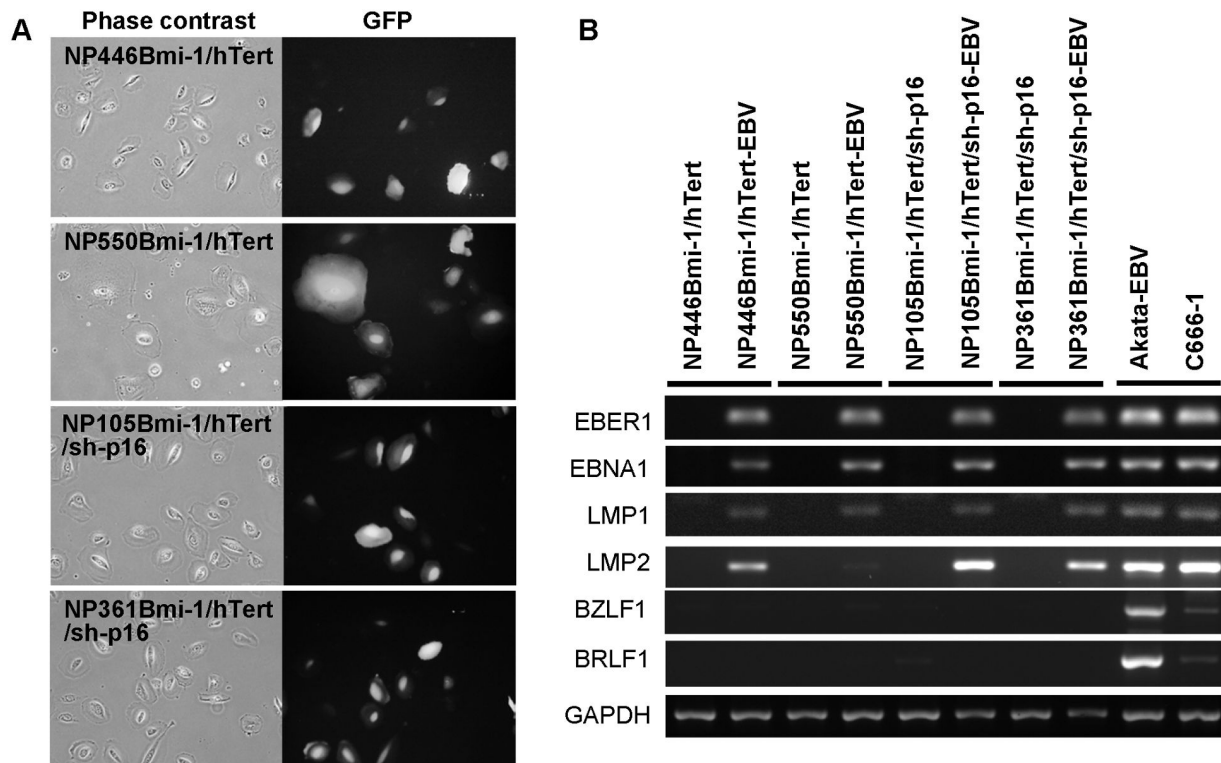 A
Phase contrast
GFP
NP446Bmi-1/hTert
NP550Bmi-1/hTert
NP105Bmi-1/hTert
/sh-p16
NP361Bmi-1/hTert
/sh-p16
B
NP446Bmi-1/hTert
NP446Bmi-1/hTert-EBV
NP550Bmi-1/hTert
NP550Bmi-1/hTert-EBV
NP105Bmi-1/hTert/sh-p16
NP105Bmi-1/hTert/sh-p16-EBV
NP361Bmi-1/hTert/sh-p16
NP361Bmi-1/hTert/sh-p16-EBV
Akata-EBV
C666-1
EBER1
EBNA1
LMP1
LMP2
BZLF1
BRLF1
GAPDH